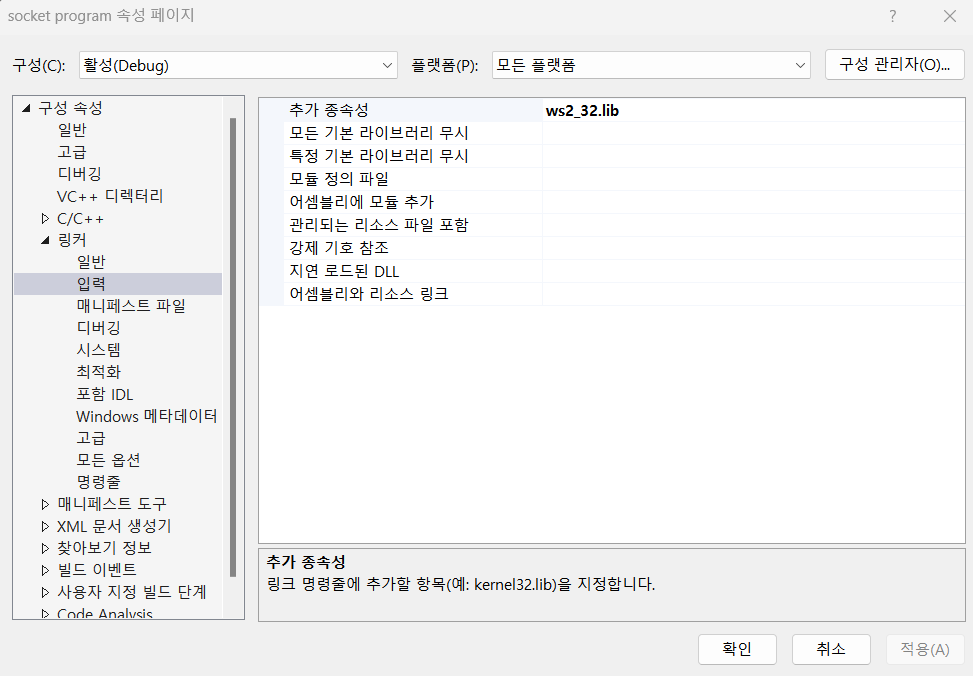 socket program 속성 페이지
구성(C): 활성(Debug) 플랫폼(P): 모든 플랫폼 구성 관리자(O)...
구성 속성
일반
고급
디버깅
VC++ 디렉터리
C/C++
링커
일반
입력
매니페스트 파일
디버깅
시스템
최적화
포함 IDL
Windows 메타데이터
고급
모든 옵션
명령줄
매니페스트 도구
XML 문서 생성기
찾아보기 정보
빌드 이벤트
사용자 지정 빌드 단계
Code Analysis
추가 종속성 ws2_32.lib
모든 기본 라이브러리 무시
특정 기본 라이브러리 무시
모듈 정의 파일
어셈블리에 모듈 추가
관리되는 리소스 파일 포함
강제 기호 참조
지연 로드된 DLL
어셈블리와 리소스 링크
추가 종속성
링크 명령줄에 추가할 항목(예: kernel32.lib)을 지정합니다.
확인 취소 적용(A)